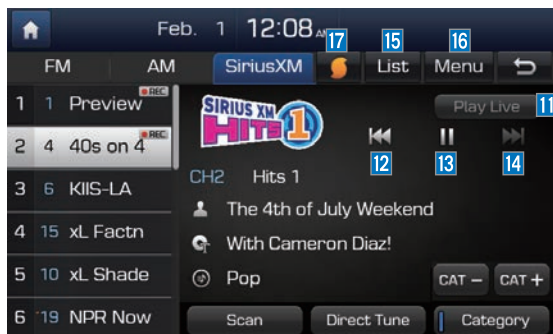 Feb. 1 12:08 AM
17 15 16
FM AM SiriusXM List Menu
1 1 Preview REC
2 4 40s on 4 REC
3 6 KIIS-LA
4 15 xL Factn
5 10 xL Shade
6 19 NPR Now
SIRIUS XM
HITS 1
Play Live 11
12 13 14
CH2 Hits 1
The 4th of July Weekend
With Cameron Diaz!
Pop
CAT - CAT +
Scan Direct Tune Category